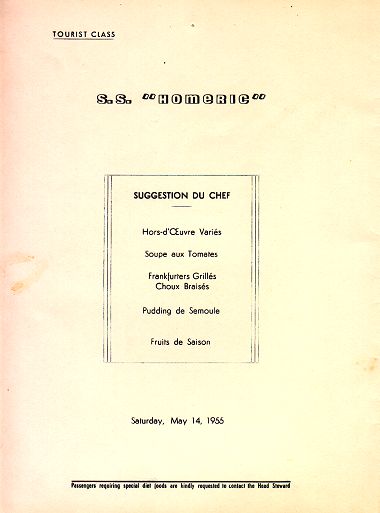 TOURIST CLASS
S.S. "HOMERIC"
SUGGESTION DU CHEF
Hors-d'Œuvre Variés
Soupe aux Tomates
Frankfurters Grillés
Choux Braisés
Pudding de Semoule
Fruits de Saison
Saturday, May 14, 1955
Passengers requiring special diet foods are kindly requested to contact the Head Steward